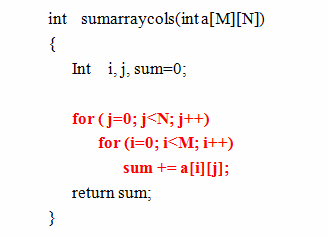 int sumarraycols(int a[M][N])
{
Int i, j, sum=0;
for ( j=0; j<N; j++)
for (i=0; i<M; i++)
sum += a[i][j];
return sum;
}